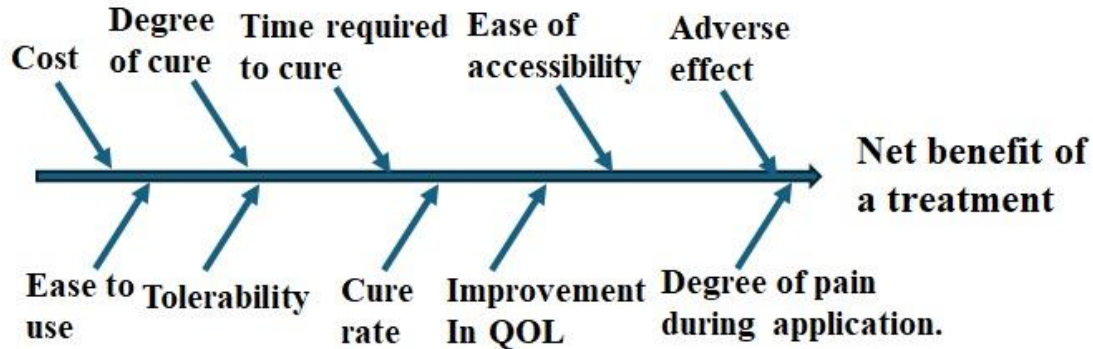 Cost
Degree
of cure
Time required
to cure
Ease of
accessibility
Adverse
effect
Net benefit of
a treatment
Ease to
use
Tolerability
Cure
rate
Improvement
In QOL
Degree of pain
during application.